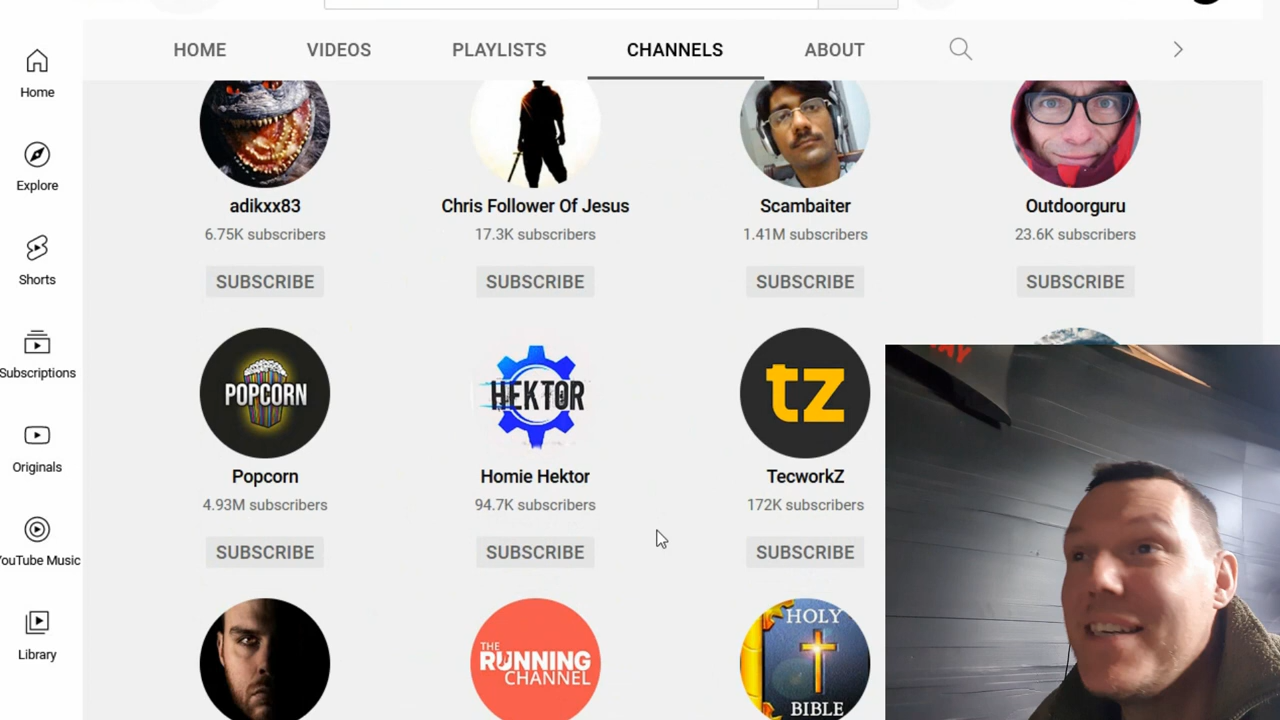 HOME VIDEOS PLAYLISTS CHANNELS ABOUT
Home
Explore
Shorts
Subscriptions
Originals
YouTube Music
Library
adikxx83 Chris Follower Of Jesus Scambaiter Outdoorguru
6.75K subscribers 17.3K subscribers 1.41M subscribers 23.6K subscribers
SUBSCRIBE SUBSCRIBE SUBSCRIBE SUBSCRIBE
POPCORN HEKTOR tz
Popcorn Homie Hektor TecworkZ
4.93M subscribers 94.7K subscribers 172K subscribers
SUBSCRIBE SUBSCRIBE SUBSCRIBE
THE
RUNNING
CHANNEL
HOLY
BIBLE